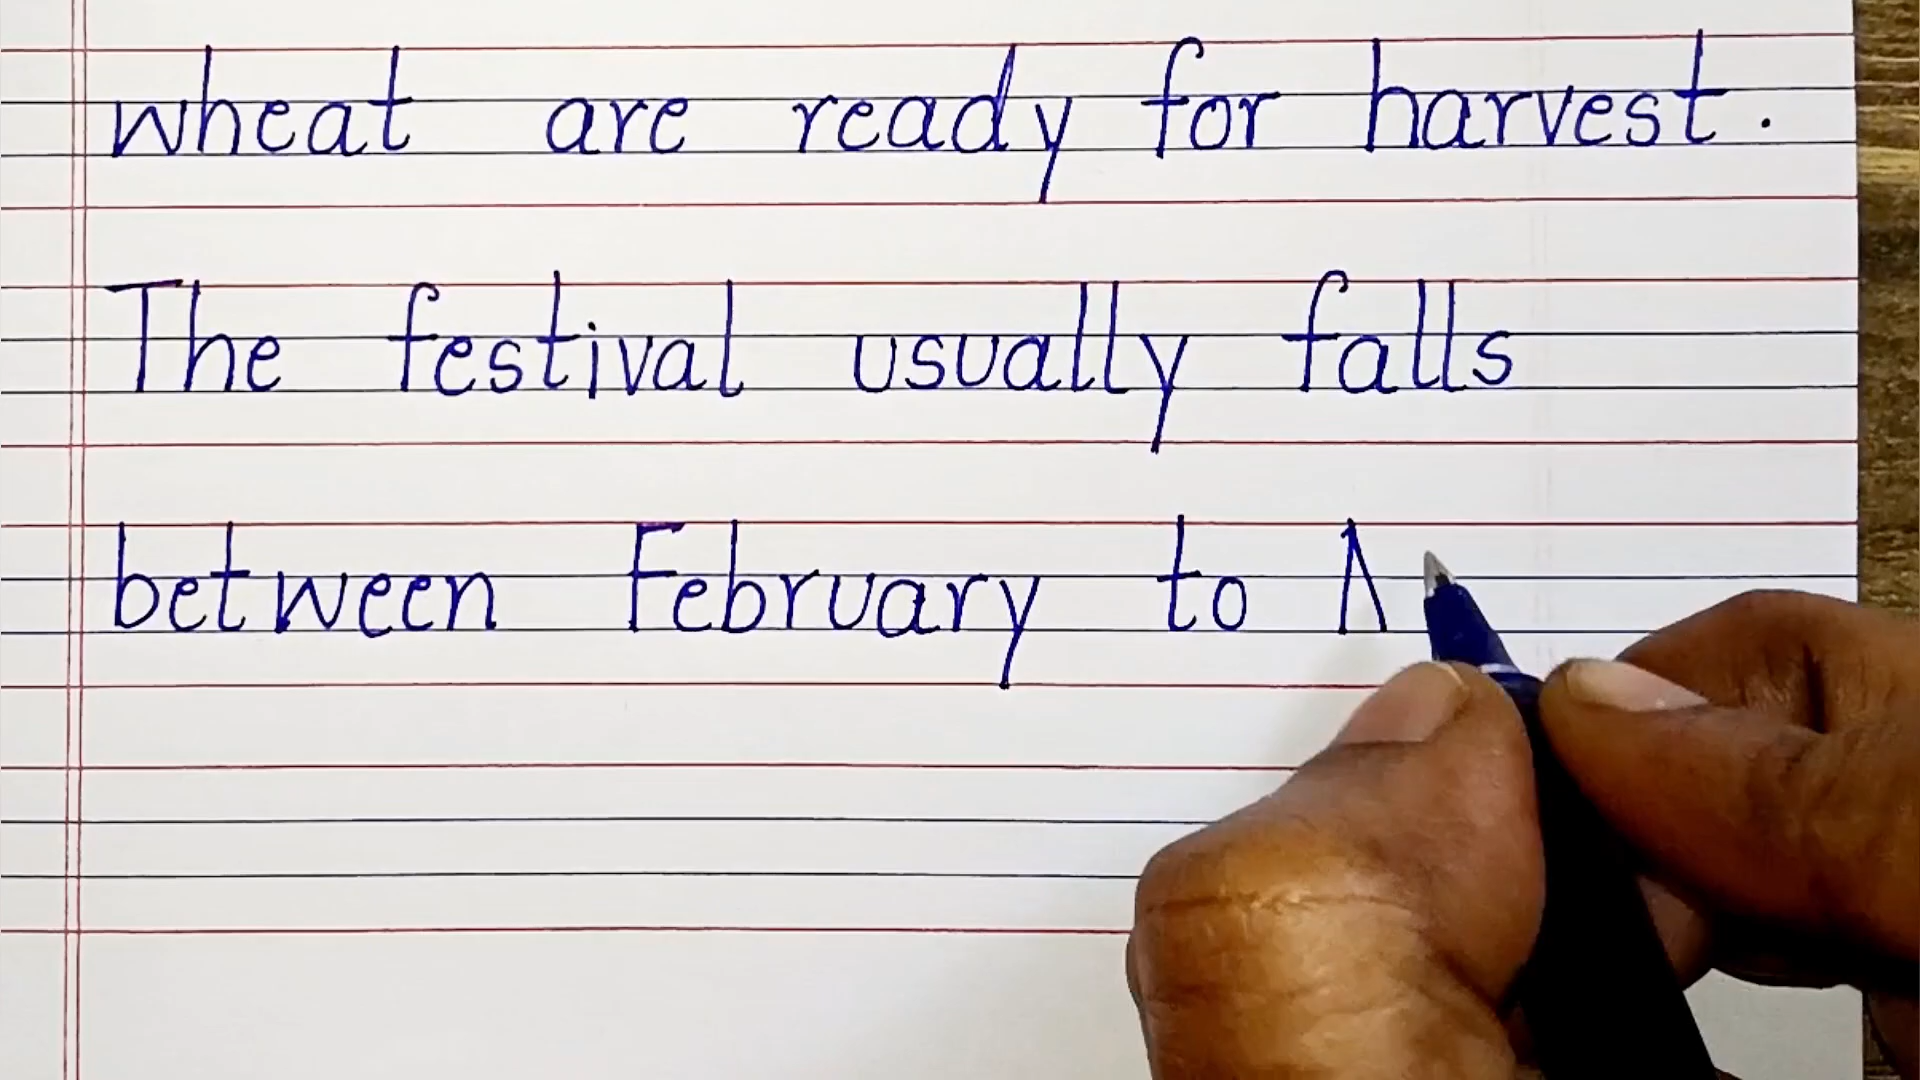 wheat are ready for harvest.
The festival usually falls
between February to